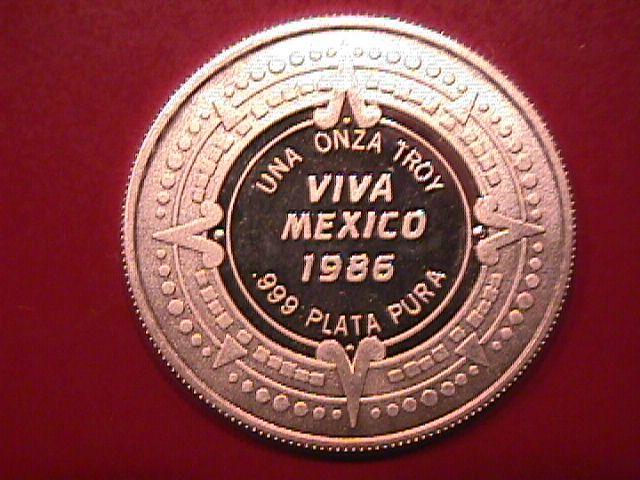 UNA ONZA TROY
VIVA
MEXICO
1986
.999 PLATA PURA